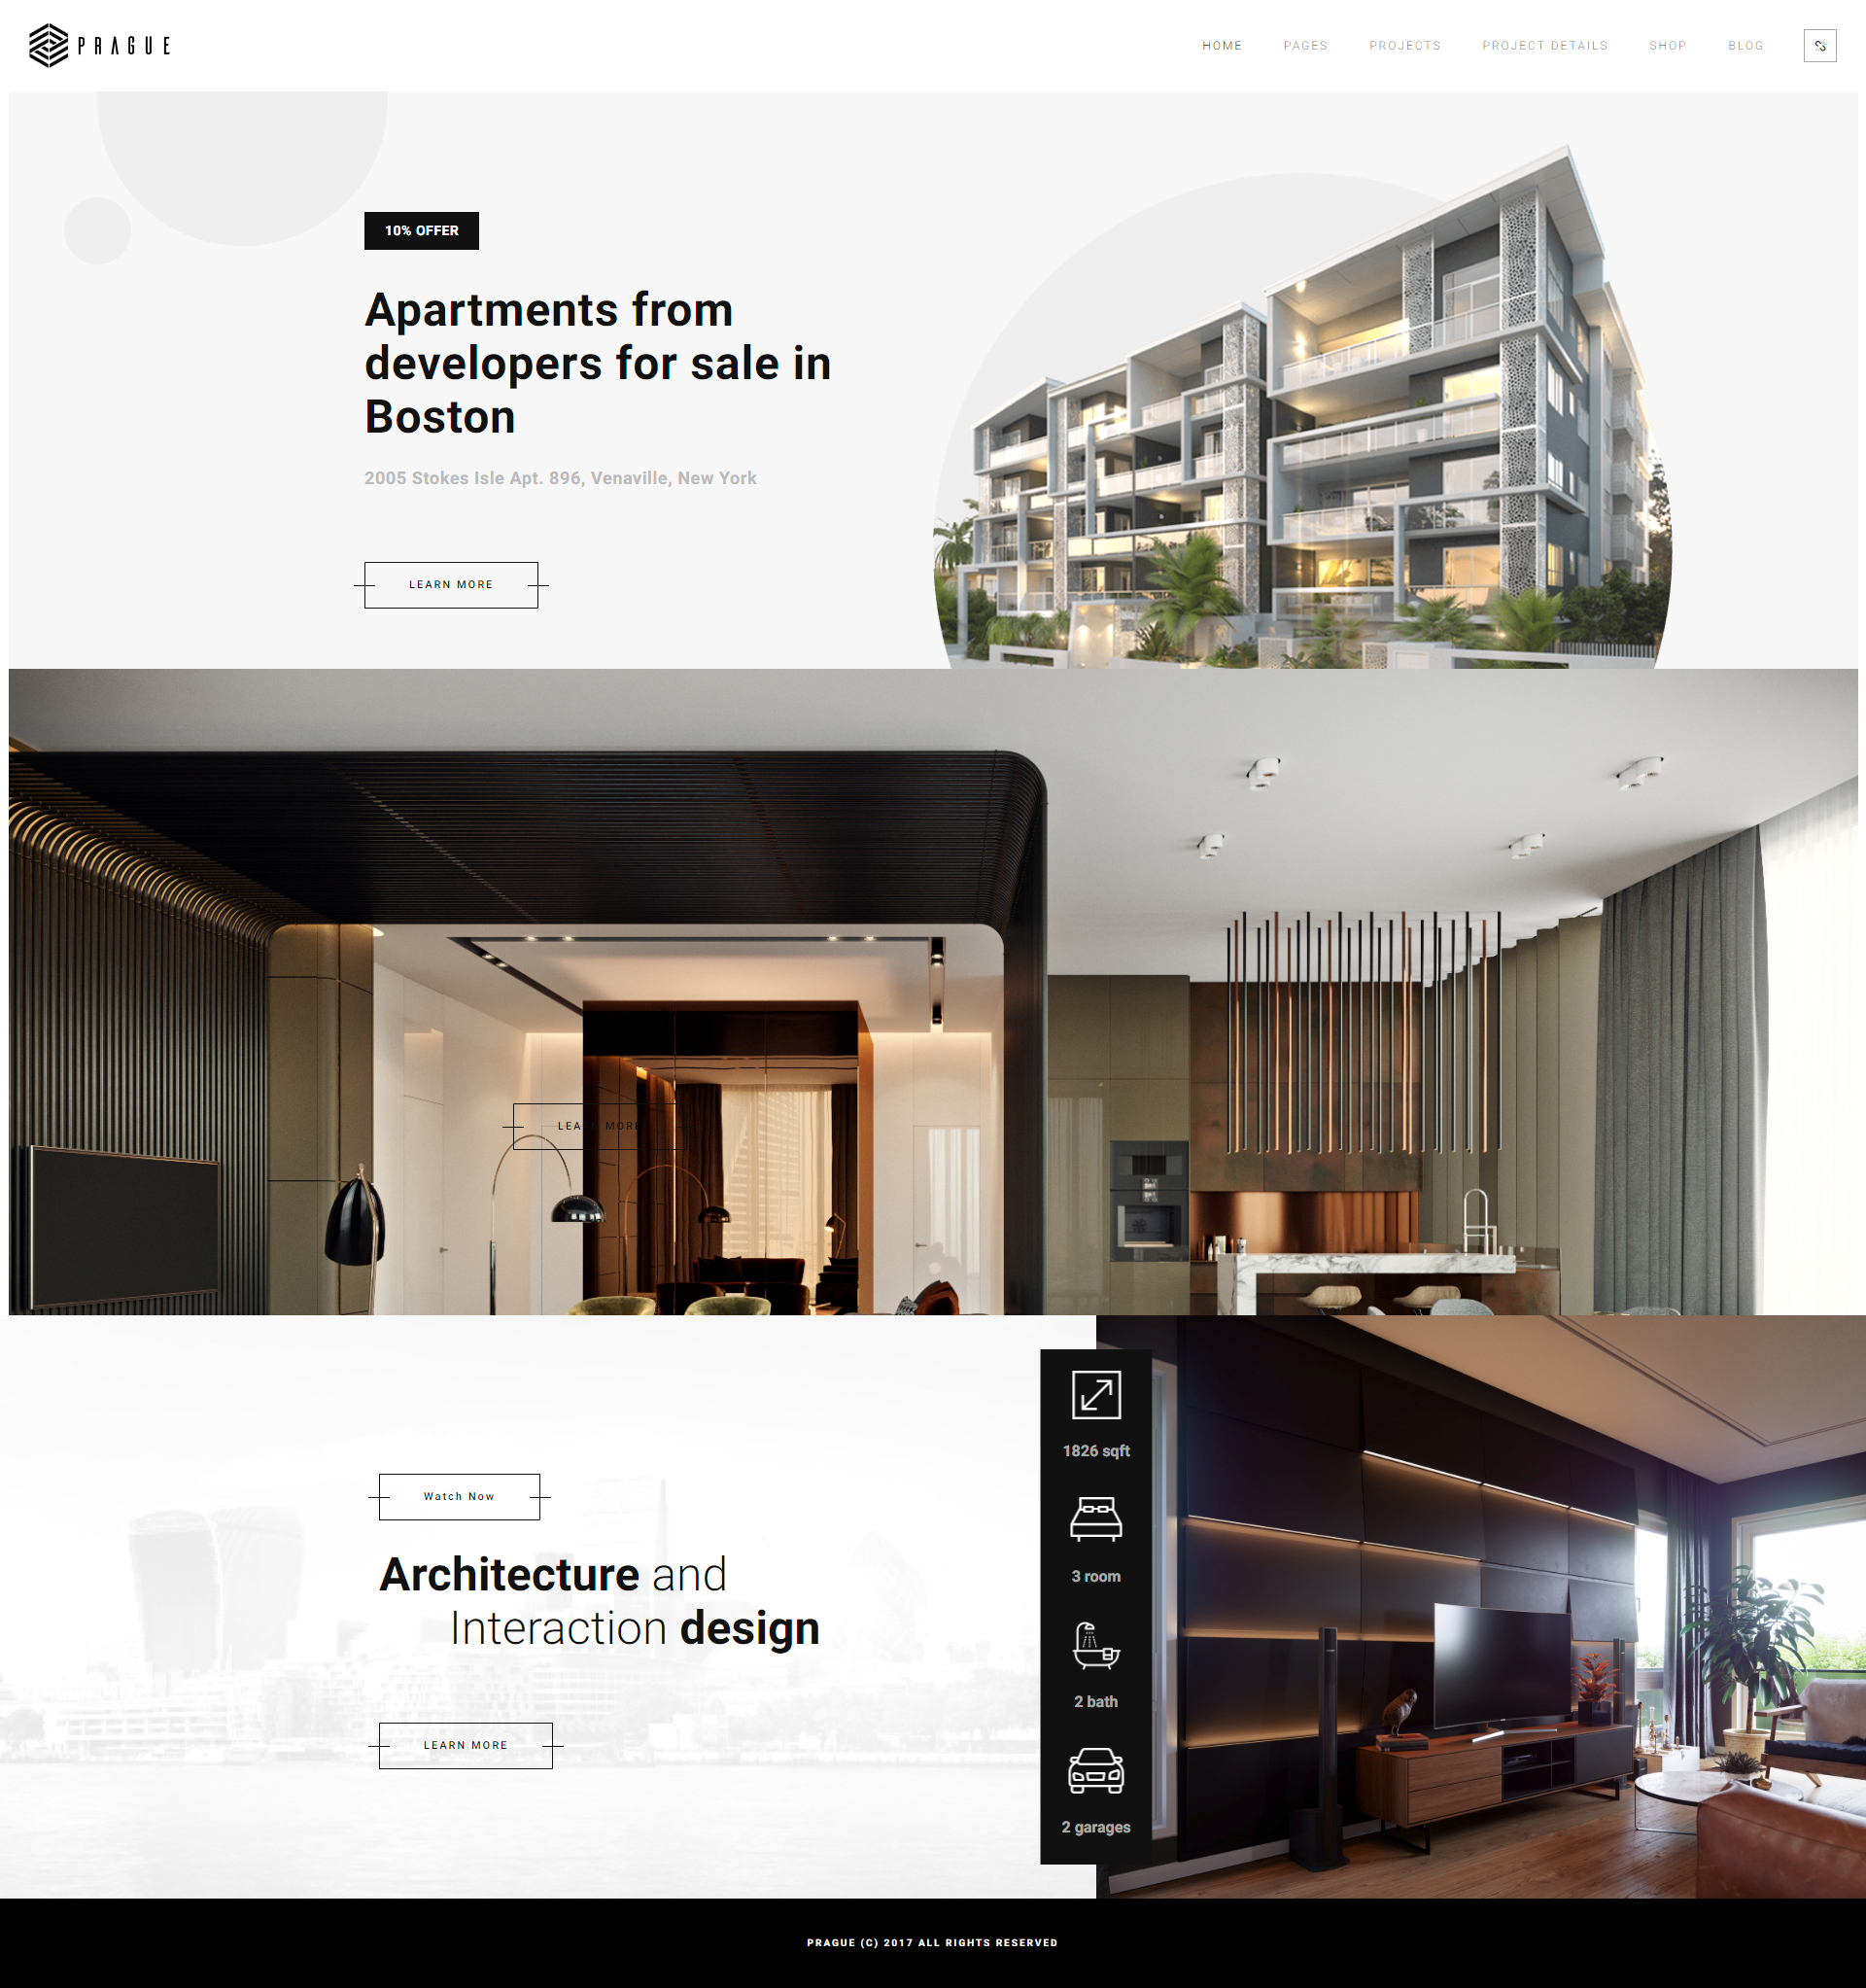 PRAGUE
HOME PAGES PROJECTS PROJECT DETAILS SHOP BLOG
10% OFFER
Apartments from
developers for sale in
Boston
2005 Stokes Isle Apt. 896, Venaville, New York
LEARN MORE
LEARN MORE
1826 sqft
3 room
2 bath
2 garages
Watch Now
Architecture and
Interaction design
LEARN MORE
PRAGUE (C) 2017 ALL RIGHTS RESERVED